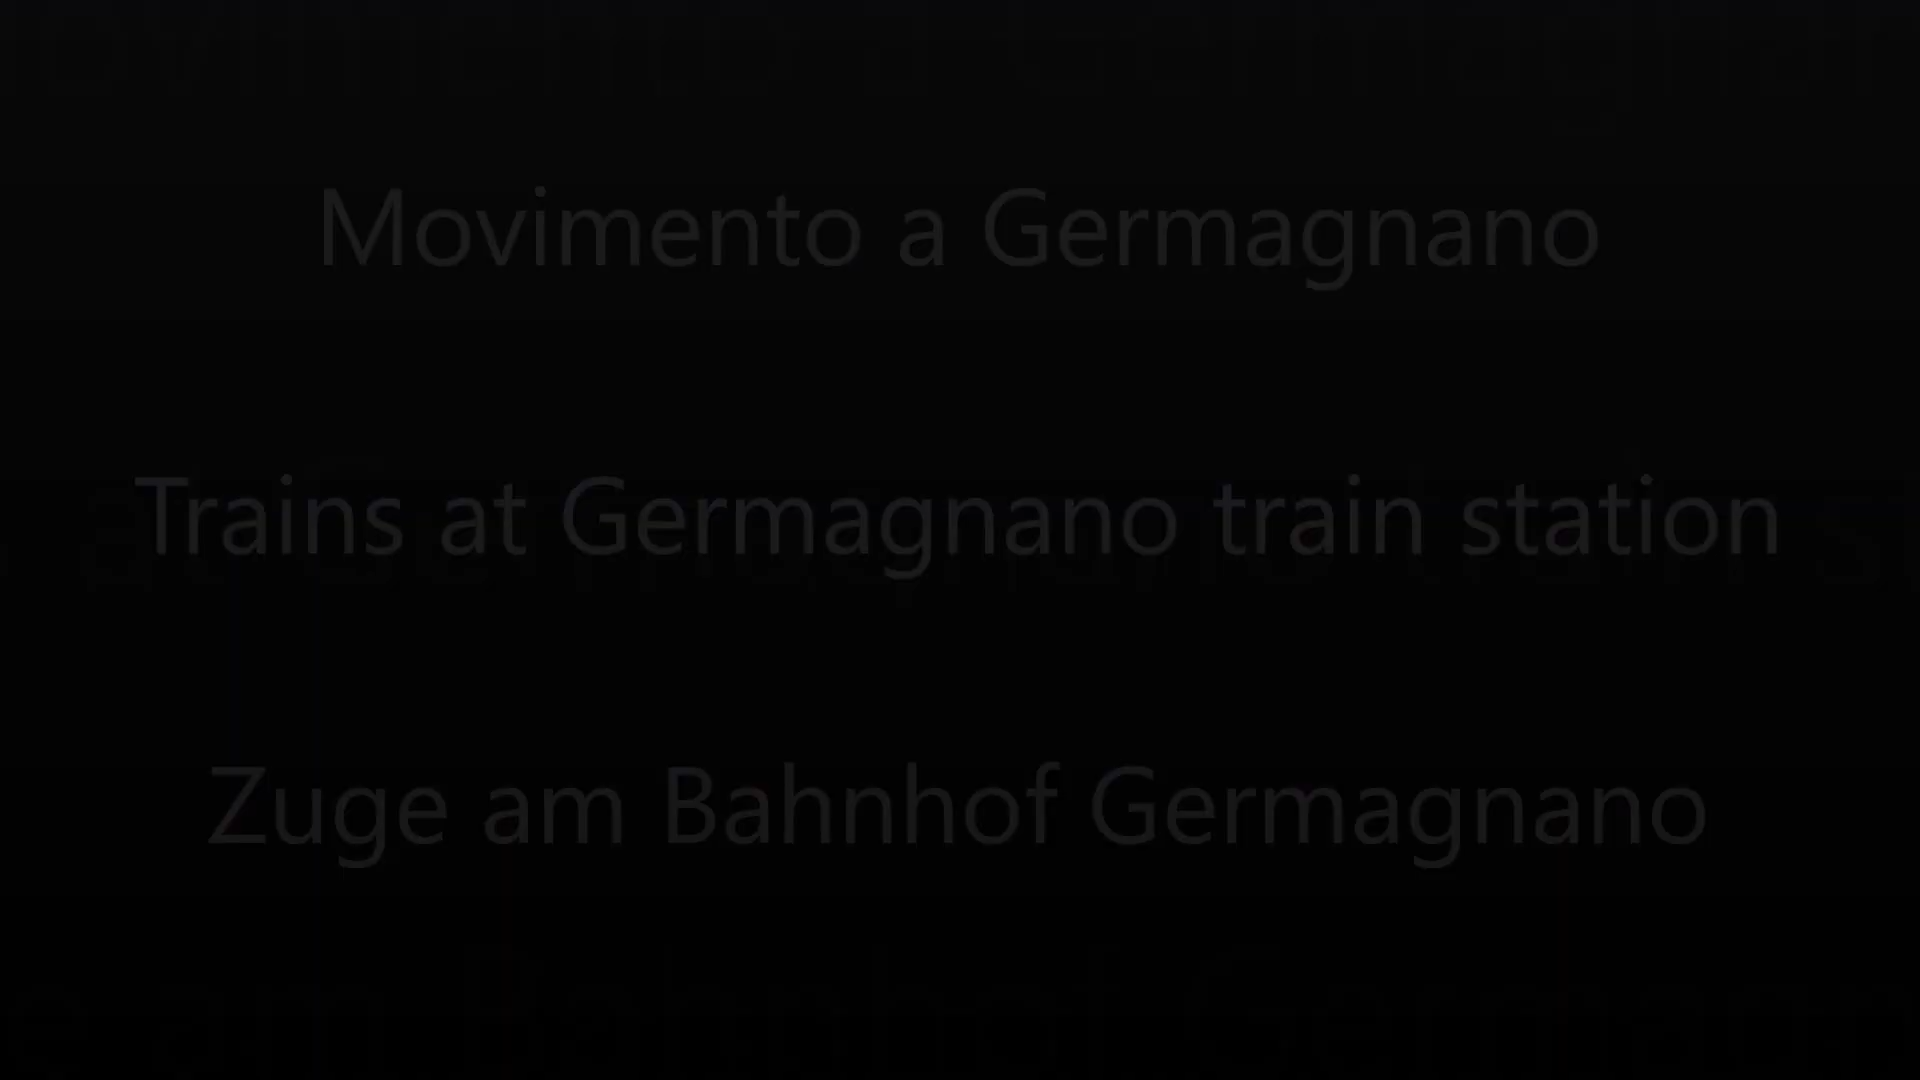 Movimento a Germagnano
Trains at Germagnano train station
Zuge am Bahnhof Germagnano